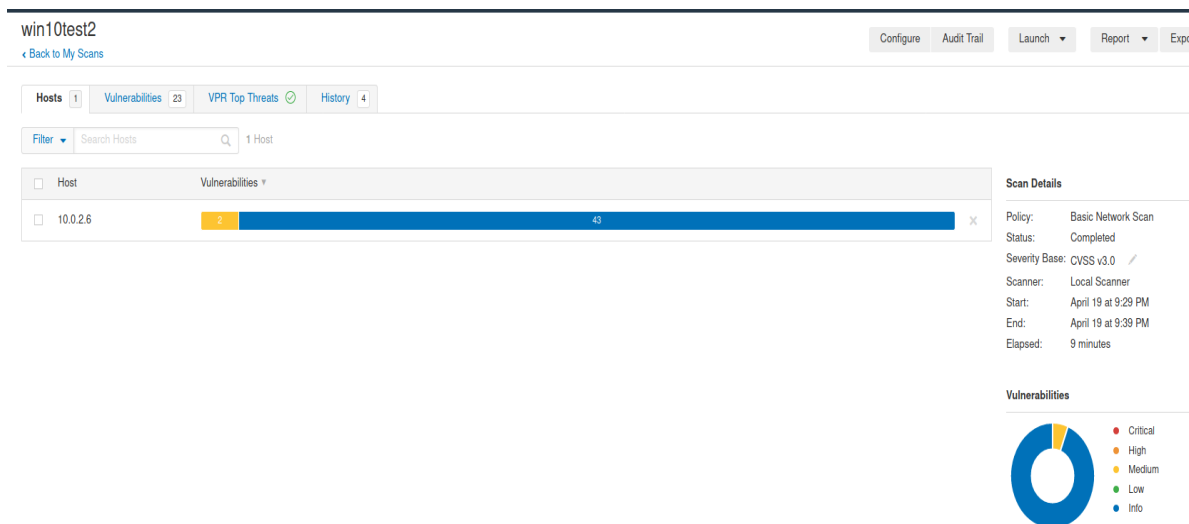 win10test2
Back to My Scans
Configure Audit Trail Launch Report Expo
Hosts 1 Vulnerabilities 23 VPR Top Threats History 4
Filter Search Hosts 1 Host
Host Vulnerabilities
10.0.2.6 2 43
Scan Details
Policy: Basic Network Scan
Status: Completed
Severity Base: CVSS v3.0
Scanner: Local Scanner
Start: April 19 at 9:29 PM
End: April 19 at 9:39 PM
Elapsed: 9 minutes
Vulnerabilities
Critical
High
Medium
Low
Info